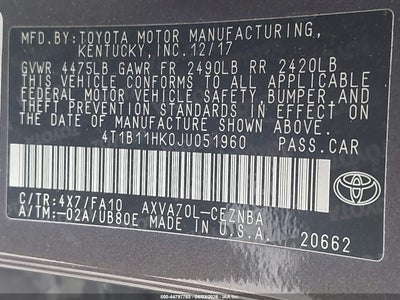 MFD.BY:TOYOTA MOTOR MANUFACTURING,
KENTUCKY,INC.12/17
GVWR 4475LB GAWR FR 2490LB RR 2420LB
THIS VEHICLE CONFORMS TO ALL APPLICABLE
FEDERAL MOTOR VEHICLE SAFETY,BUMPER,AND
THEFT PREVENTION STANDARDS IN EFFECT ON
THE DATE OF MANUFACTURE SHOWN ABOVE.
4T1B11HK0JU051960 PASS.CAR
C/TR:4X7/FA10 AXVA70L-CEZNBA
A/TM:-02A/UB80E MADE IN U.S.A.
TOYOTA
20662